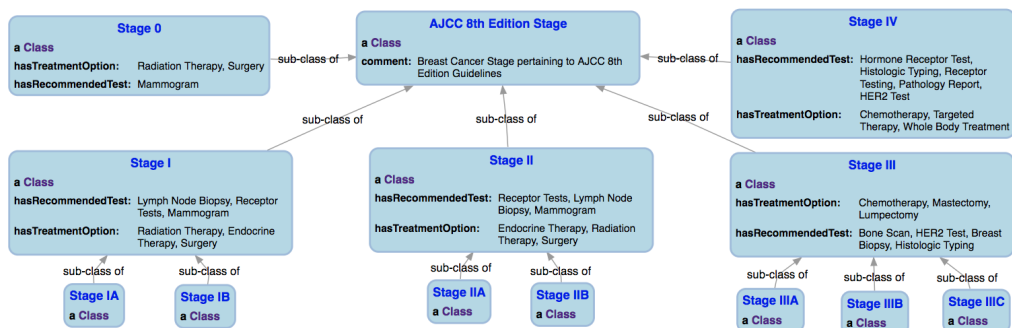 Stage 0
a Class
hasTreatmentOption: Radiation Therapy, Surgery
hasRecommendedTest: Mammogram
sub-class of
AJCC 8th Edition Stage
a Class
comment: Breast Cancer Stage pertaining to AJCC 8th
Edition Guidelines
sub-class of
Stage IV
a Class
hasRecommendedTest: Hormone Receptor Test,
Histologic Typing, Receptor
Testing, Pathology Report,
HER2 Test
hasTreatmentOption: Chemotherapy, Targeted
Therapy, Whole Body Treatment
sub-class of
sub-class of
sub-class of
Stage I
a Class
hasRecommendedTest: Lymph Node Biopsy, Receptor
Tests, Mammogram
hasTreatmentOption: Radiation Therapy, Endocrine
Therapy, Surgery
Stage II
a Class
hasRecommendedTest: Receptor Tests, Lymph Node
Biopsy, Mammogram
hasTreatmentOption: Endocrine Therapy, Radiation
Therapy, Surgery
Stage III
a Class
hasTreatmentOption: Chemotherapy, Mastectomy,
Lumpectomy
hasRecommendedTest: Bone Scan, HER2 Test, Breast
Biopsy, Histologic Typing
sub-class of
sub-class of
sub-class of
sub-class of
sub-class of
sub-class of
sub-class of
Stage IA
a Class
Stage IB
a Class
Stage IIA
a Class
Stage IIB
a Class
Stage IIIA
a Class
Stage IIIB
a Class
Stage IIIC
a Class